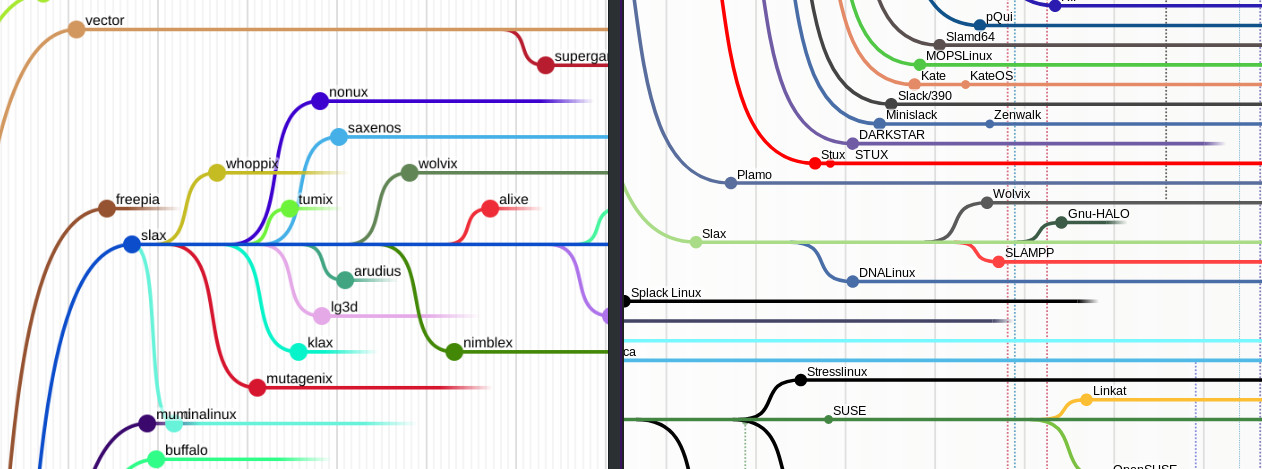 vector
supergar
nonux
saxenos
whoppix
wolvix
freepia
tumix
alixe
slax
arudius
lg3d
klax
nimblex
mutagenix
buffalo
pQui
Slamd64
MOPSLinux
Kate
KateOS
Slack/390
Minislack
Zenwalk
DARKSTAR
Stux
STUX
Plamo
Wolvix
Gnu-HALO
Slax
SLAMPP
DNALinux
Splack Linux
ca
Stresslinux
Linkat
SUSE
OpenSUSE